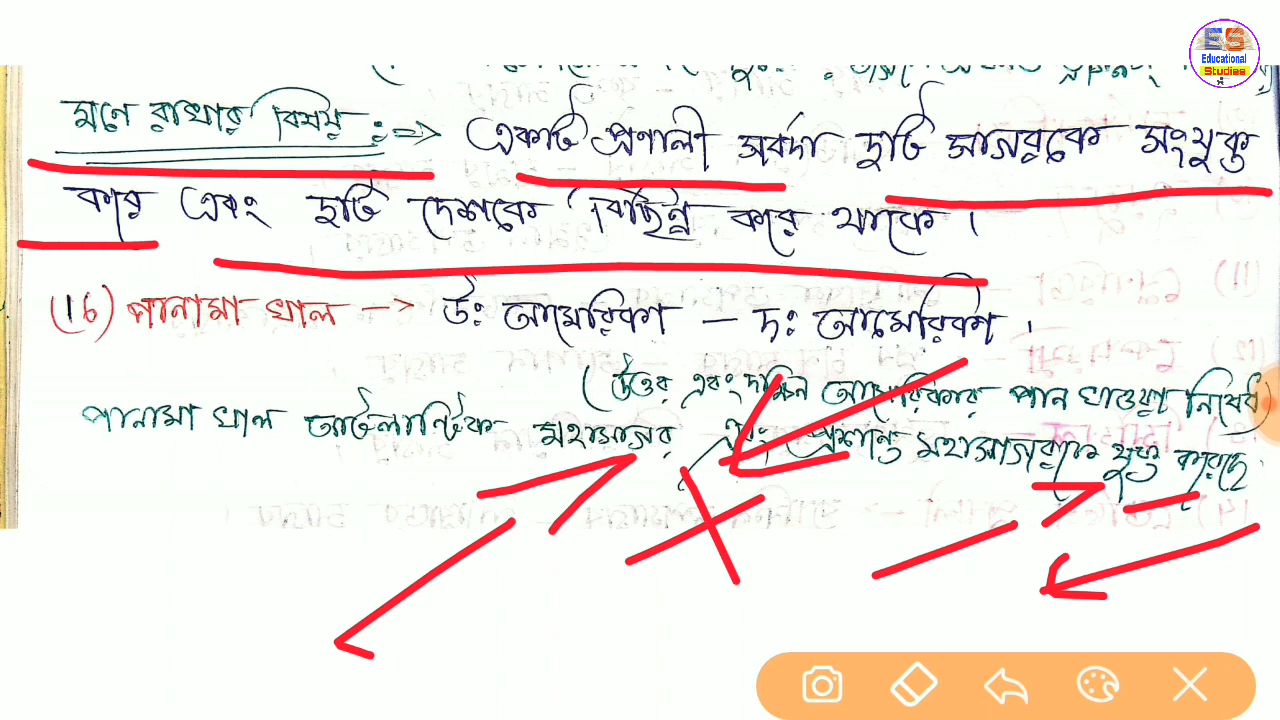 ES
Educational
Studies
মনে রাখার বিষয় :=> একটি প্রণালী সর্বদা দুটি সাগরকে সংযুক্ত
করে এবং দুটি দেশকে বিছিন্ন করে থাকে।
(16) পানামা খাল -> উঃ আমেরিকা – দঃ আমেরিকা।
(উত্তর এবং দক্ষিন আমেরিকার পান খাওয়া নিষেধ)
পানামা খাল আটলান্টিক মহাসাগর এবং প্রশান্ত মহাসাগরকে যুক্ত করেছে।